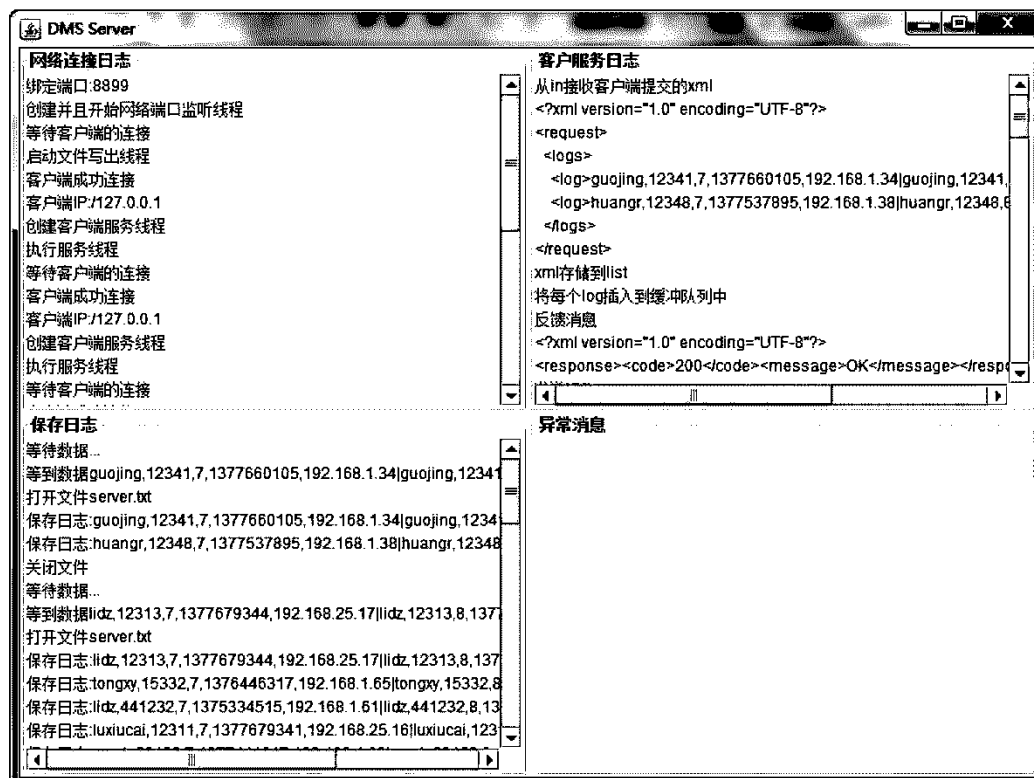 DMS Server
网络连接日志
绑定端口:8899
创建并且开始网络端口监听线程
等待客户端的连接
启动文件写出线程
客户端成功连接
客户端IP:/127.0.0.1
创建客户端服务线程
执行服务线程
等待客户端的连接
客户端成功连接
客户端IP:/127.0.0.1
创建客户端服务线程
执行服务线程
等待客户端的连接
客户服务日志
从in接收客户端提交的xml
<?xml version="1.0" encoding="UTF-8"?>
<request>
<logs>
<log>guojing,12341,7,1377660105,192.168.1.34|guojing,12341,
<log>huangr,12348,7,1377537895,192.168.1.38|huangr,12348,8
</logs>
</request>
xml存储到list
将每个log插入到缓冲队列中
反馈消息
<?xml version="1.0" encoding="UTF-8"?>
<response><code>200</code><message>OK</message></resp
保存日志
等待数据...
等到数据guojing,12341,7,1377660105,192.168.1.34|guojing,12341
打开文件server.txt
保存日志:guojing,12341,7,1377660105,192.168.1.34|guojing,1234
保存日志:huangr,12348,7,1377537895,192.168.1.38|huangr,12348
关闭文件
等待数据...
等到数据lidz,12313,7,1377679344,192.168.25.17|lidz,12313,8,1377
打开文件server.txt
保存日志:lidz,12313,7,1377679344,192.168.25.17|lidz,12313,8,137
保存日志:tongxy,15332,7,1376446317,192.168.1.65|tongxy,15332,8
保存日志:lidz,441232,7,1375334515,192.168.1.61|lidz,441232,8,13
保存日志:luxiucai,12311,7,1377679341,192.168.25.16|luxiucai,123
异常消息